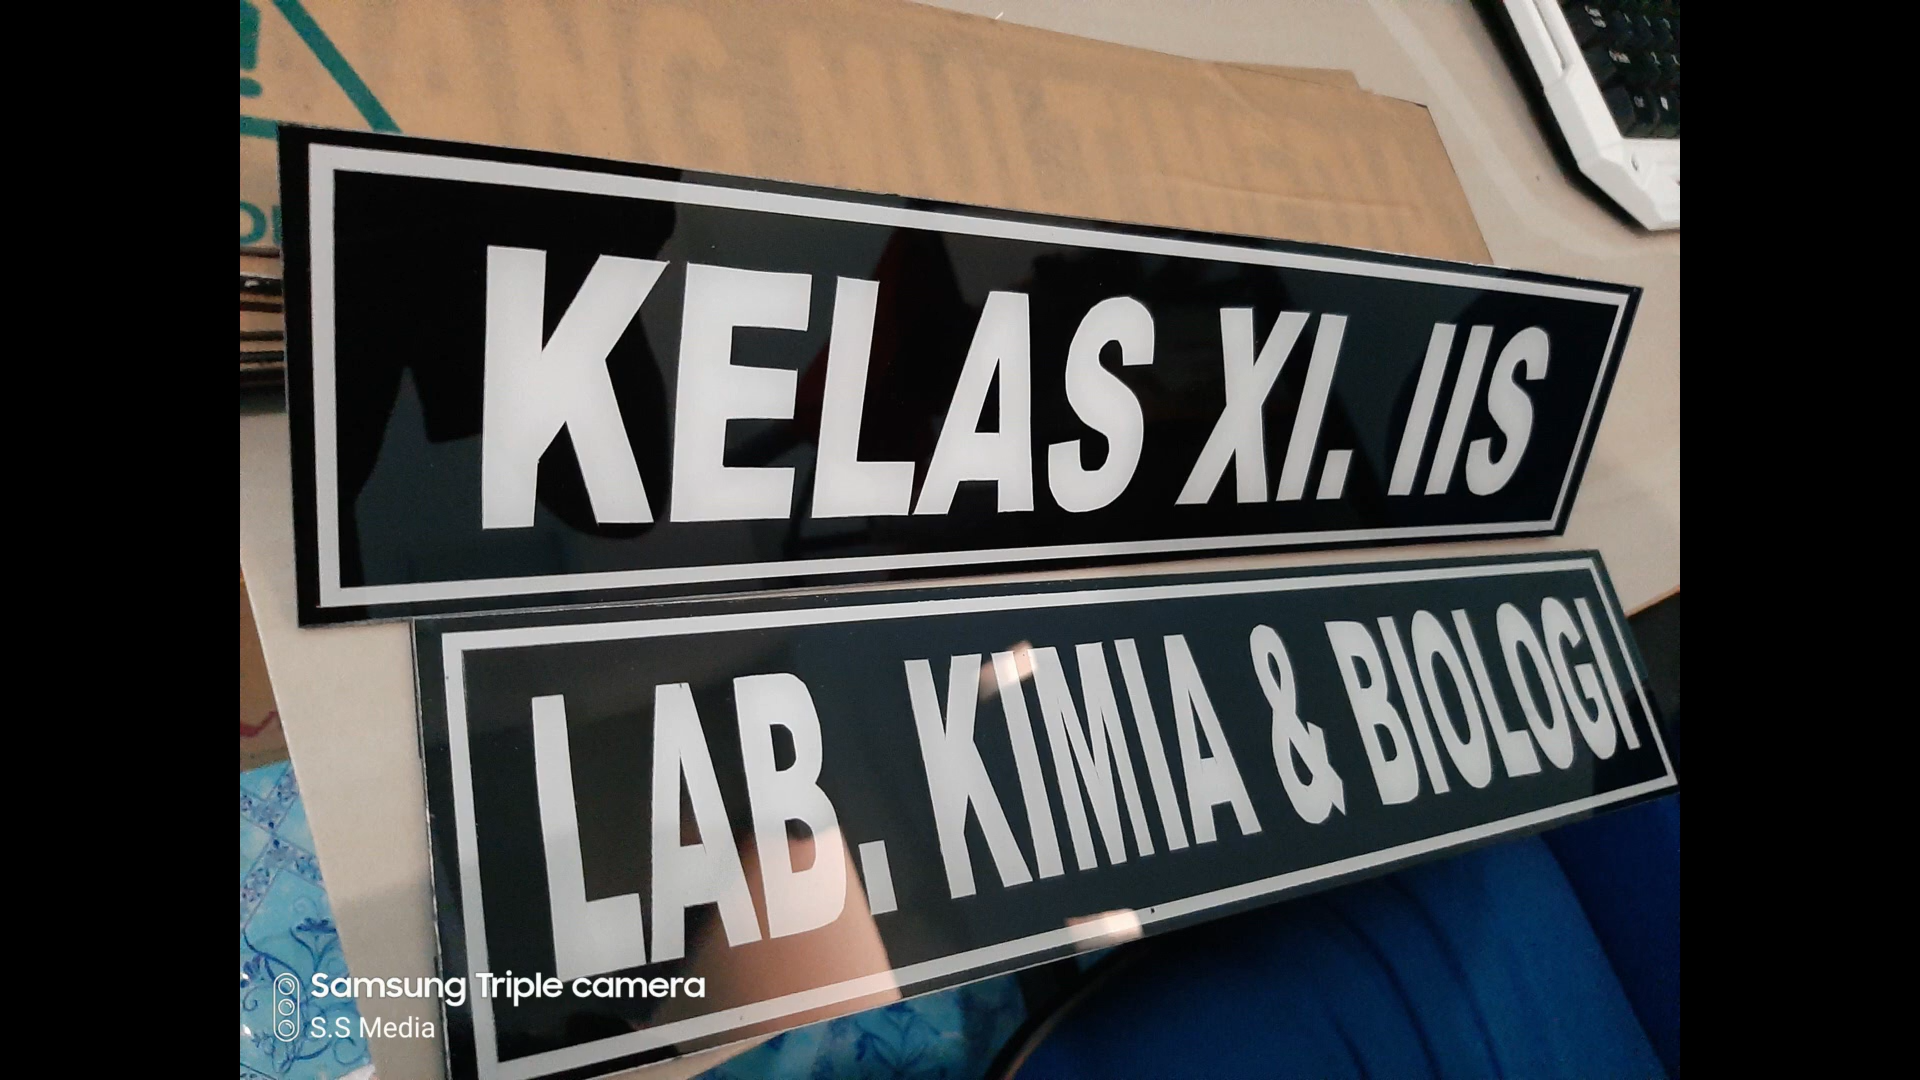 KELAS XI. IIS
LAB. KIMIA & BIOLOGI
Samsung Triple camera
S.S Media